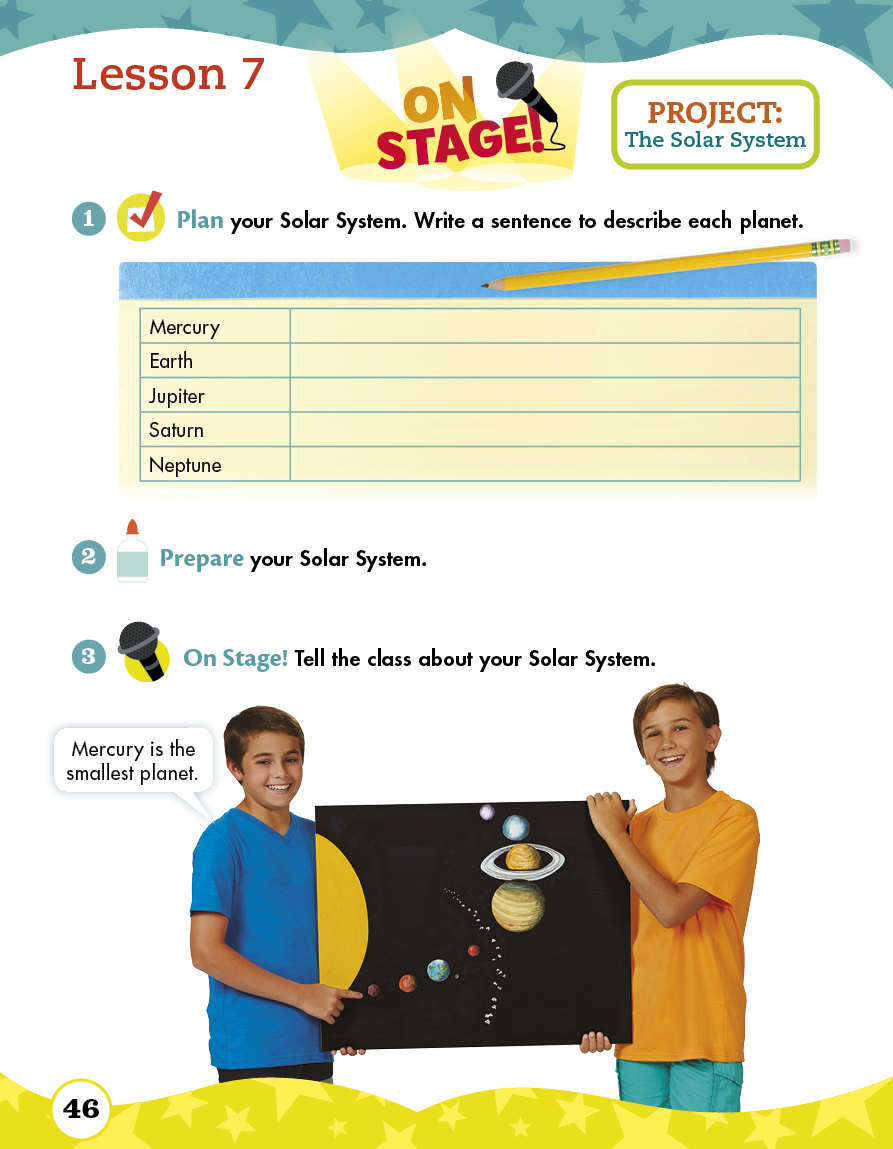 Lesson 7
ON
STAGE!
PROJECT:
The Solar System
1 Plan your Solar System. Write a sentence to describe each planet.
Mercury
Earth
Jupiter
Saturn
Neptune
2 Prepare your Solar System.
3 On Stage! Tell the class about your Solar System.
Mercury is the
smallest planet.
46